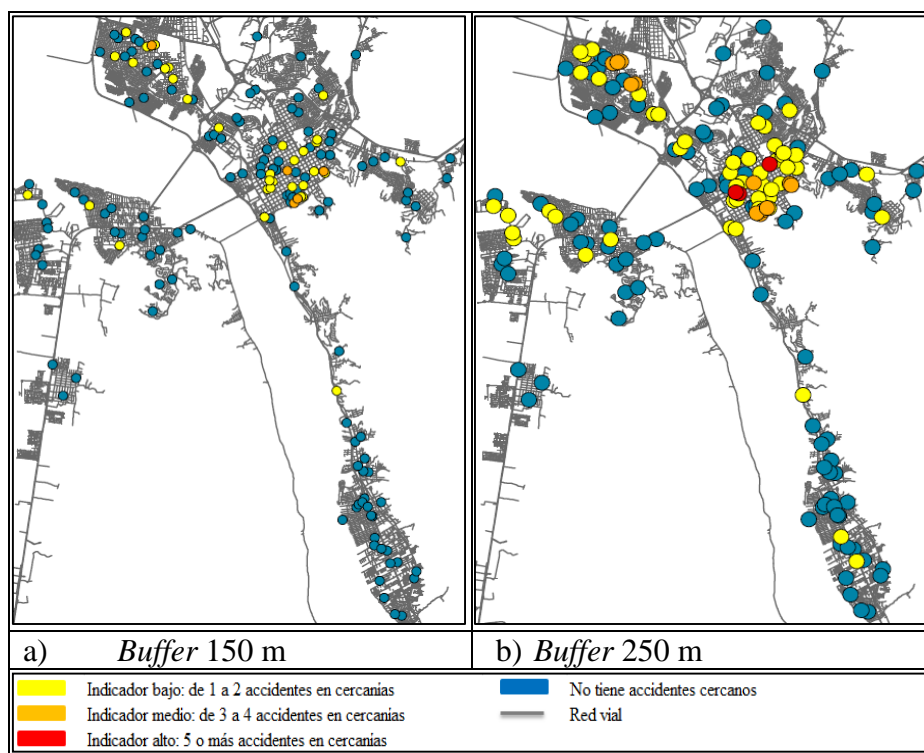 a) Buffer 150 m
b) Buffer 250 m
Indicador bajo: de 1 a 2 accidentes en cercanías
No tiene accidentes cercanos
Indicador medio: de 3 a 4 accidentes en cercanías
Red vial
Indicador alto: 5 o más accidentes en cercanías